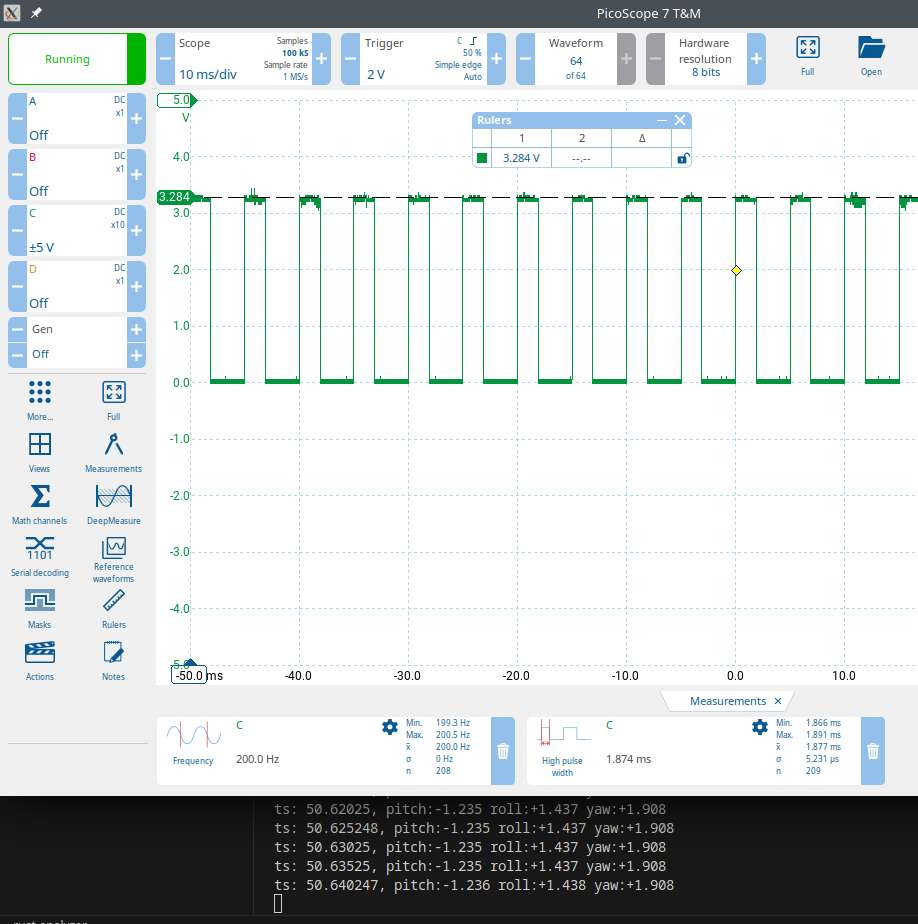 PicoScope 7 T&M
Running
Scope
Samples
100 kS
Sample rate
1 MS/s
10 ms/div
Trigger
C
50 %
Simple edge
Auto
2 V
Waveform
64
of 64
Hardware
resolution
8 bits
Full
Open
A
DC
x1
Off
B
DC
x1
Off
C
DC
x10
±5 V
D
DC
x1
Off
Gen
Off
More...
Full
Views
Measurements
Math channels
DeepMeasure
1101
Serial decoding
Reference
waveforms
Masks
Rulers
Actions
Notes
5.0
V
4.0
3.284
3.0
2.0
1.0
0.0
-1.0
-2.0
-3.0
-4.0
-50.0 ms
-40.0
-30.0
-20.0
-10.0
0.0
10.0
Rulers
1 2 Δ
3.284 V --.--
Measurements
C
Frequency
200.0 Hz
Min. 199.3 Hz
Max. 200.5 Hz
x̄ 200.0 Hz
σ 0 Hz
n 208
C
High pulse
width
1.874 ms
Min. 1.866 ms
Max. 1.891 ms
x̄ 1.877 ms
σ 5.231 µs
n 209
ts: 50.62025, pitch:-1.235 roll:+1.437 yaw:+1.908
ts: 50.625248, pitch:-1.235 roll:+1.437 yaw:+1.908
ts: 50.63025, pitch:-1.235 roll:+1.437 yaw:+1.908
ts: 50.63525, pitch:-1.235 roll:+1.437 yaw:+1.908
ts: 50.640247, pitch:-1.236 roll:+1.438 yaw:+1.908